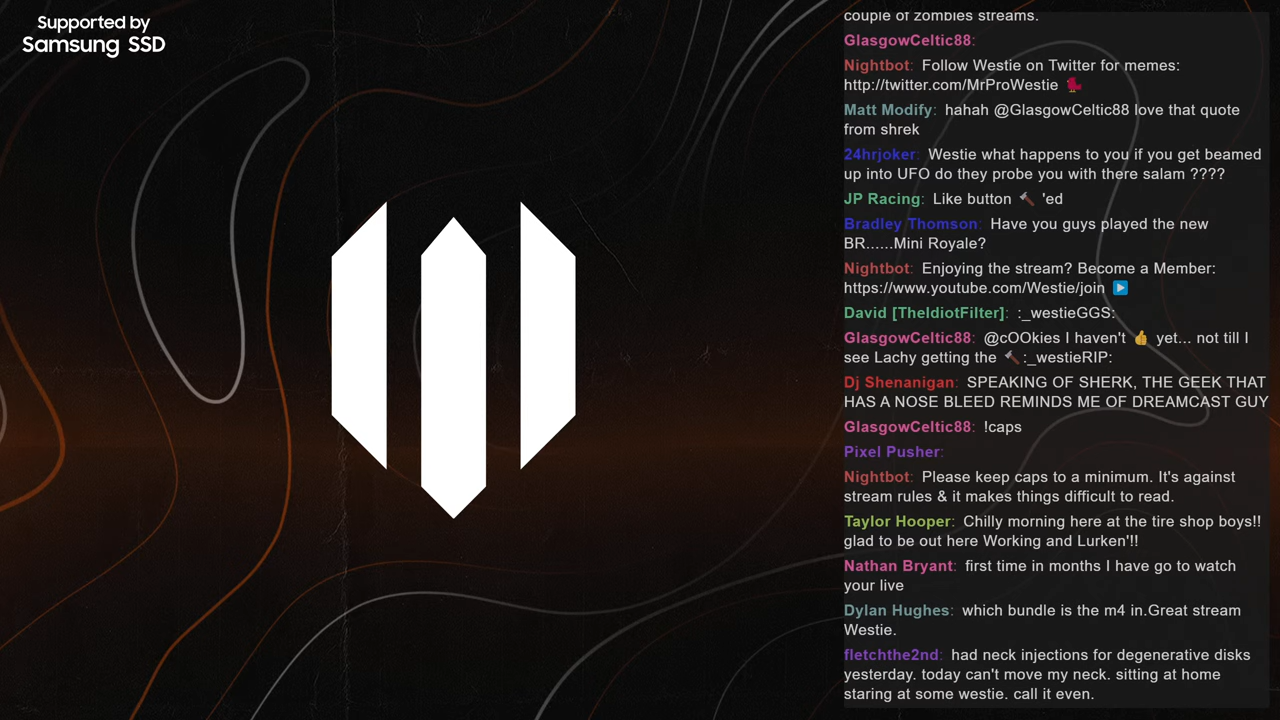 Supported by
Samsung SSD
couple of zombies streams.
GlasgowCeltic88:
Nightbot: Follow Westie on Twitter for memes:
http://twitter.com/MrProWestie
Matt Modify: hahah @GlasgowCeltic88 love that quote
from shrek
24hrjoker: Westie what happens to you if you get beamed
up into UFO do they probe you with there salam ????
JP Racing: Like button 🔨 'ed
Bradley Thomson: Have you guys played the new
BR......Mini Royale?
Nightbot: Enjoying the stream? Become a Member:
https://www.youtube.com/Westie/join ▶️
David [TheIdiotFilter]: :_westieGGS:
GlasgowCeltic88: @cOOkies I haven't 👍 yet... not till I
see Lachy getting the 🔨:_westieRIP:
Dj Shenanigan: SPEAKING OF SHERK, THE GEEK THAT
HAS A NOSE BLEED REMINDS ME OF DREAMCAST GUY
GlasgowCeltic88: !caps
Pixel Pusher:
Nightbot: Please keep caps to a minimum. It's against
stream rules & it makes things difficult to read.
Taylor Hooper: Chilly morning here at the tire shop boys!!
glad to be out here Working and Lurken'!!
Nathan Bryant: first time in months I have go to watch
your live
Dylan Hughes: which bundle is the m4 in.Great stream
Westie.
fletchthe2nd: had neck injections for degenerative disks
yesterday. today can't move my neck. sitting at home
staring at some westie. call it even.